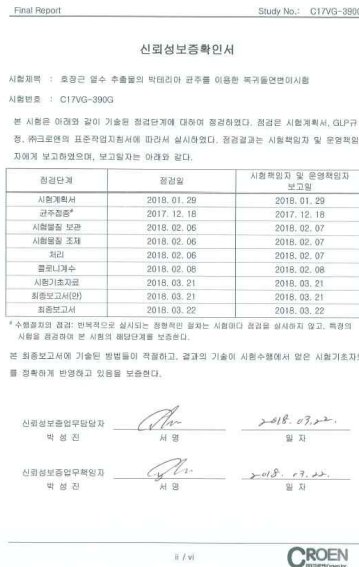 Final Report
Study No.: C17VG-390G
신뢰성보증확인서
시험제목 : 호장근 열수 추출물의 박테리아 균주를 이용한 복귀돌연변이시험
시험번호 : C17VG-390G
본 시험은 아래와 같이 기술된 점검단계에 대하여 점검하였다. 점검은 시험계획서, GLP규
정, ㈜크로엔의 표준작업지침서에 따라서 실시하였다. 점검결과는 시험책임자 및 운영책임
자에게 보고하였으며, 보고일자는 아래와 같다.
점검단계 점검일 시험책임자 및 운영책임자 보고일
시험계획서 2018. 01. 29 2018. 01. 29
균주접종# 2017. 12. 18 2017. 12. 18
시험물질 보관 2018. 02. 06 2018. 02. 07
시험물질 조제 2018. 02. 06 2018. 02. 07
처리 2018. 02. 06 2018. 02. 07
콜로니계수 2018. 02. 08 2018. 02. 08
시험기초자료 2018. 03. 21 2018. 03. 21
최종보고서(안) 2018. 03. 21 2018. 03. 21
최종보고서 2018. 03. 22 2018. 03. 22
# 수행절차의 점검: 반복적으로 실시되는 정형적인 절차는 시험마다 점검을 실시하지 않고, 특정의
시험을 점검하여 본 시험의 해당단계를 보증한다.
본 최종보고서에 기술된 방법들이 적절하고, 결과의 기술이 시험수행에서 얻은 시험기초자료
를 정확하게 반영하고 있음을 보증한다.
신뢰성보증업무담당자 2018. 03. 22.
박 성 진 서 명 일 자
신뢰성보증업무책임자 2018. 03. 22.
박 성 진 서 명 일 자
ii / vi
CROEN